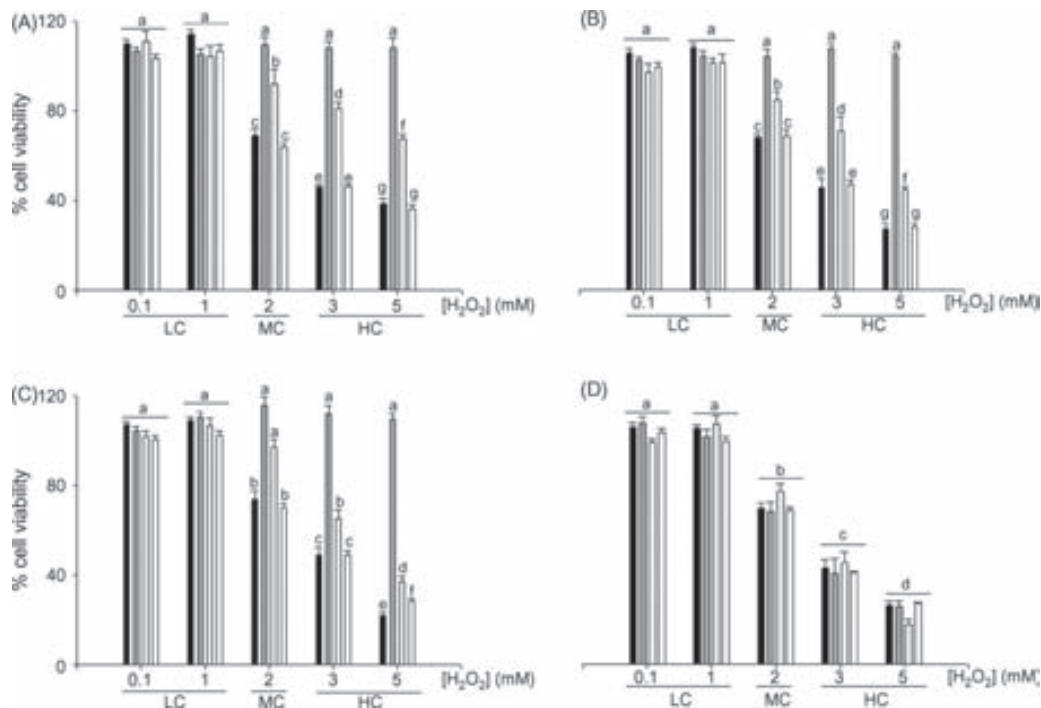 (A)
120
80
40
0
% cell viability
a a a b c c a d e e a f g g
0.1 1 2 3 5 [H₂O₂] (mM)
LC MC HC
(B)
a a a b c c a d e e a f g g
0.1 1 2 3 5 [H₂O₂] (mM)
LC MC HC
(C)
120
80
40
0
% cell viability
a a a a b b a b c c a d e f
0.1 1 2 3 5 [H₂O₂] (mM)
LC MC HC
(D)
a a b c d
0.1 1 2 3 5 [H₂O₂] (mM)
LC MC HC